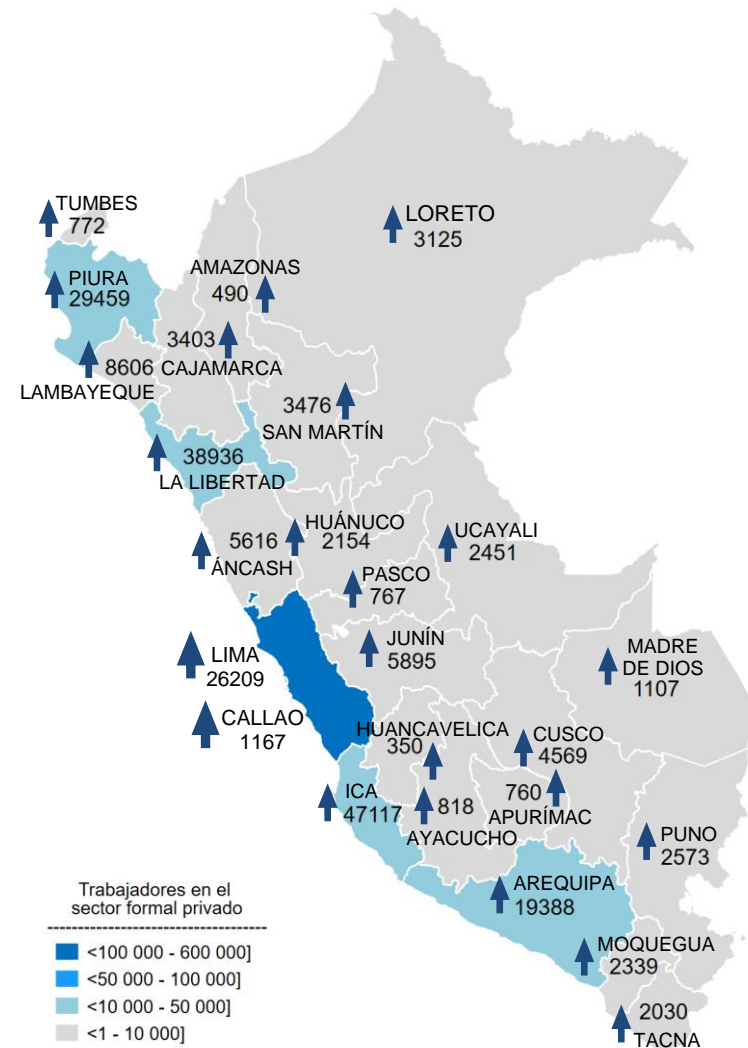 TUMBES
772
LORETO
3125
PIURA
29459
AMAZONAS
490
3403
CAJAMARCA
8606
LAMBAYEQUE
3476
SAN MARTÍN
38936
LA LIBERTAD
HUÁNUCO
2154
5616
ÁNCASH
UCAYALI
2451
PASCO
767
JUNÍN
5895
LIMA
26209
MADRE
DE DIOS
1107
CALLAO
1167
HUANCAVELICA
350
CUSCO
4569
ICA
47117
818
AYACUCHO
760
APURÍMAC
PUNO
2573
AREQUIPA
19388
MOQUEGUA
2339
2030
TACNA
Trabajadores en el
sector formal privado
<100 000 - 600 000]
<50 000 - 100 000]
<10 000 - 50 000]
<1 - 10 000]